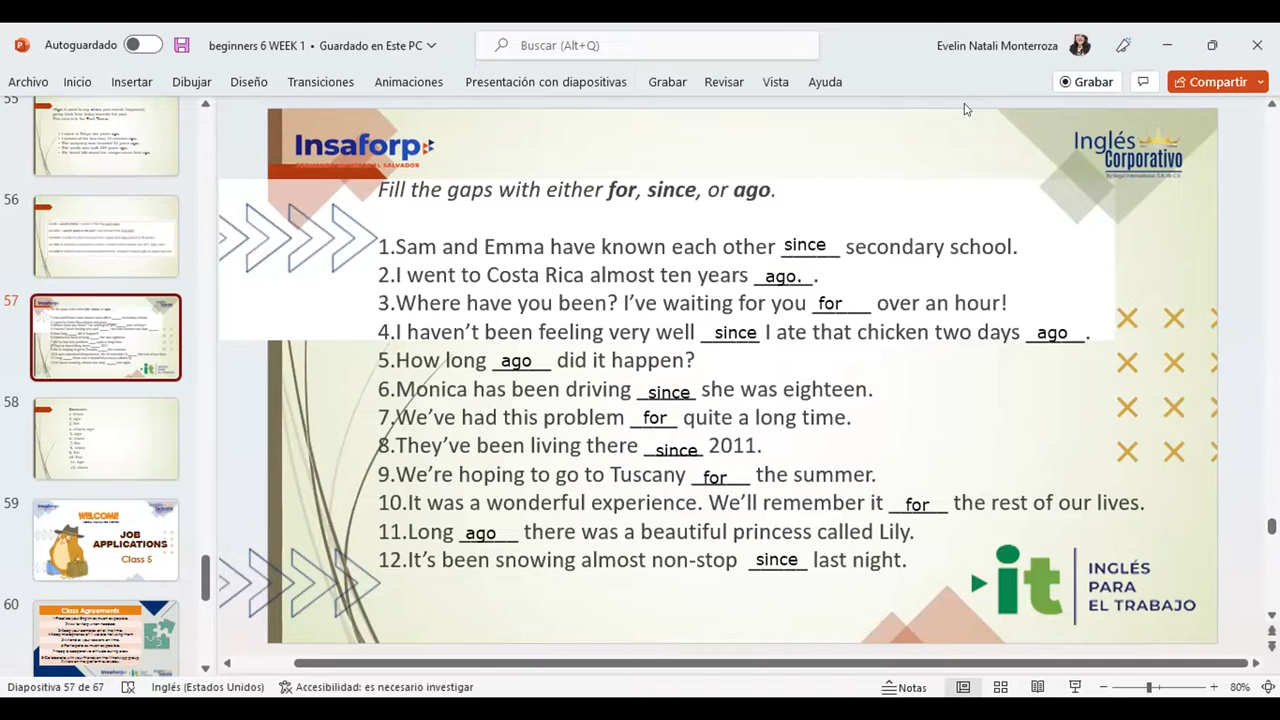 Autoguardado
beginners 6 WEEK 1 • Guardado en Este PC
Buscar (Alt+Q)
Evelin Natali Monterroza
Archivo Inicio Insertar Dibujar Diseño Transiciones Animaciones Presentación con diapositivas Grabar Revisar Vista Ayuda
Grabar
Compartir
55
56
57
58
59
WELCOME
JOB
APPLICATIONS
Class 5
60
Class Agreements
Insaforp
Inglés
Corporativo
Fill the gaps with either for, since, or ago.
1.Sam and Emma have known each other since secondary school.
2.I went to Costa Rica almost ten years ago. .
3.Where have you been? I've waiting for you for over an hour!
4.I haven't been feeling very well since I ate that chicken two days ago .
5.How long ago did it happen?
6.Monica has been driving since she was eighteen.
7.We've had this problem for quite a long time.
8.They've been living there since 2011.
9.We're hoping to go to Tuscany for the summer.
10.It was a wonderful experience. We'll remember it for the rest of our lives.
11.Long ago there was a beautiful princess called Lily.
12.It's been snowing almost non-stop since last night.
it
INGLÉS
PARA
EL TRABAJO
Diapositiva 57 de 67
Inglés (Estados Unidos)
Accesibilidad: es necesario investigar
Notas
80%